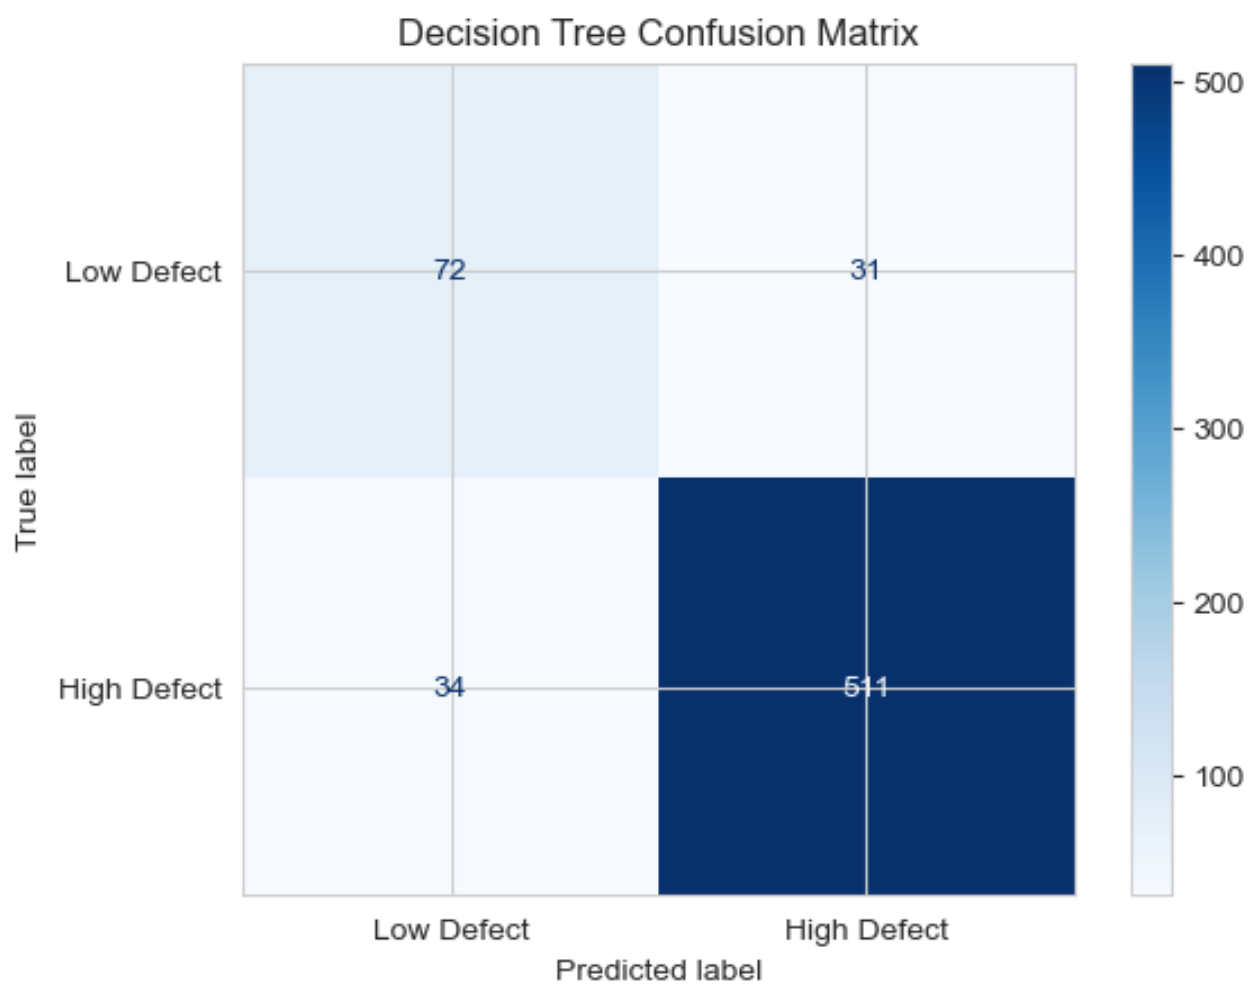 Decision Tree Confusion Matrix
500
400
300
200
100
Low Defect
72
31
High Defect
34
511
True label
Low Defect
High Defect
Predicted label